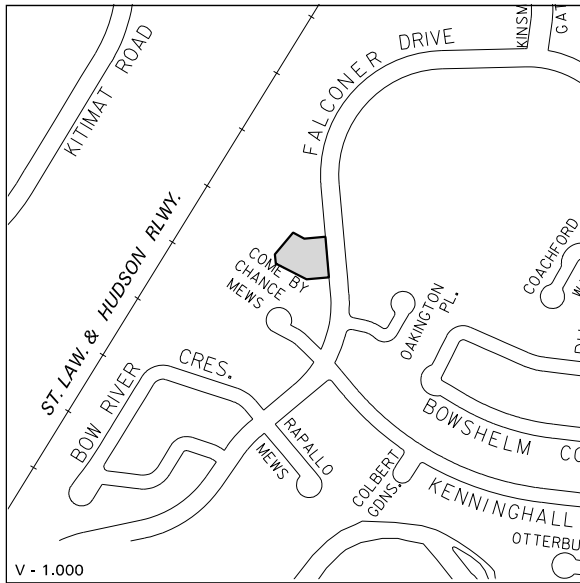 KITIMAT ROAD
FALCONER DRIVE
ST. LAW. & HUDSON RLWY.
COME BY
CHANCE
MEWS
OAKINGTON
PL.
COACHFORD
BOW RIVER CRES.
RAPALLO
MEWS
COLBERT
GDNS.
BOWSHELM
KENNINGHALL
V - 1.000